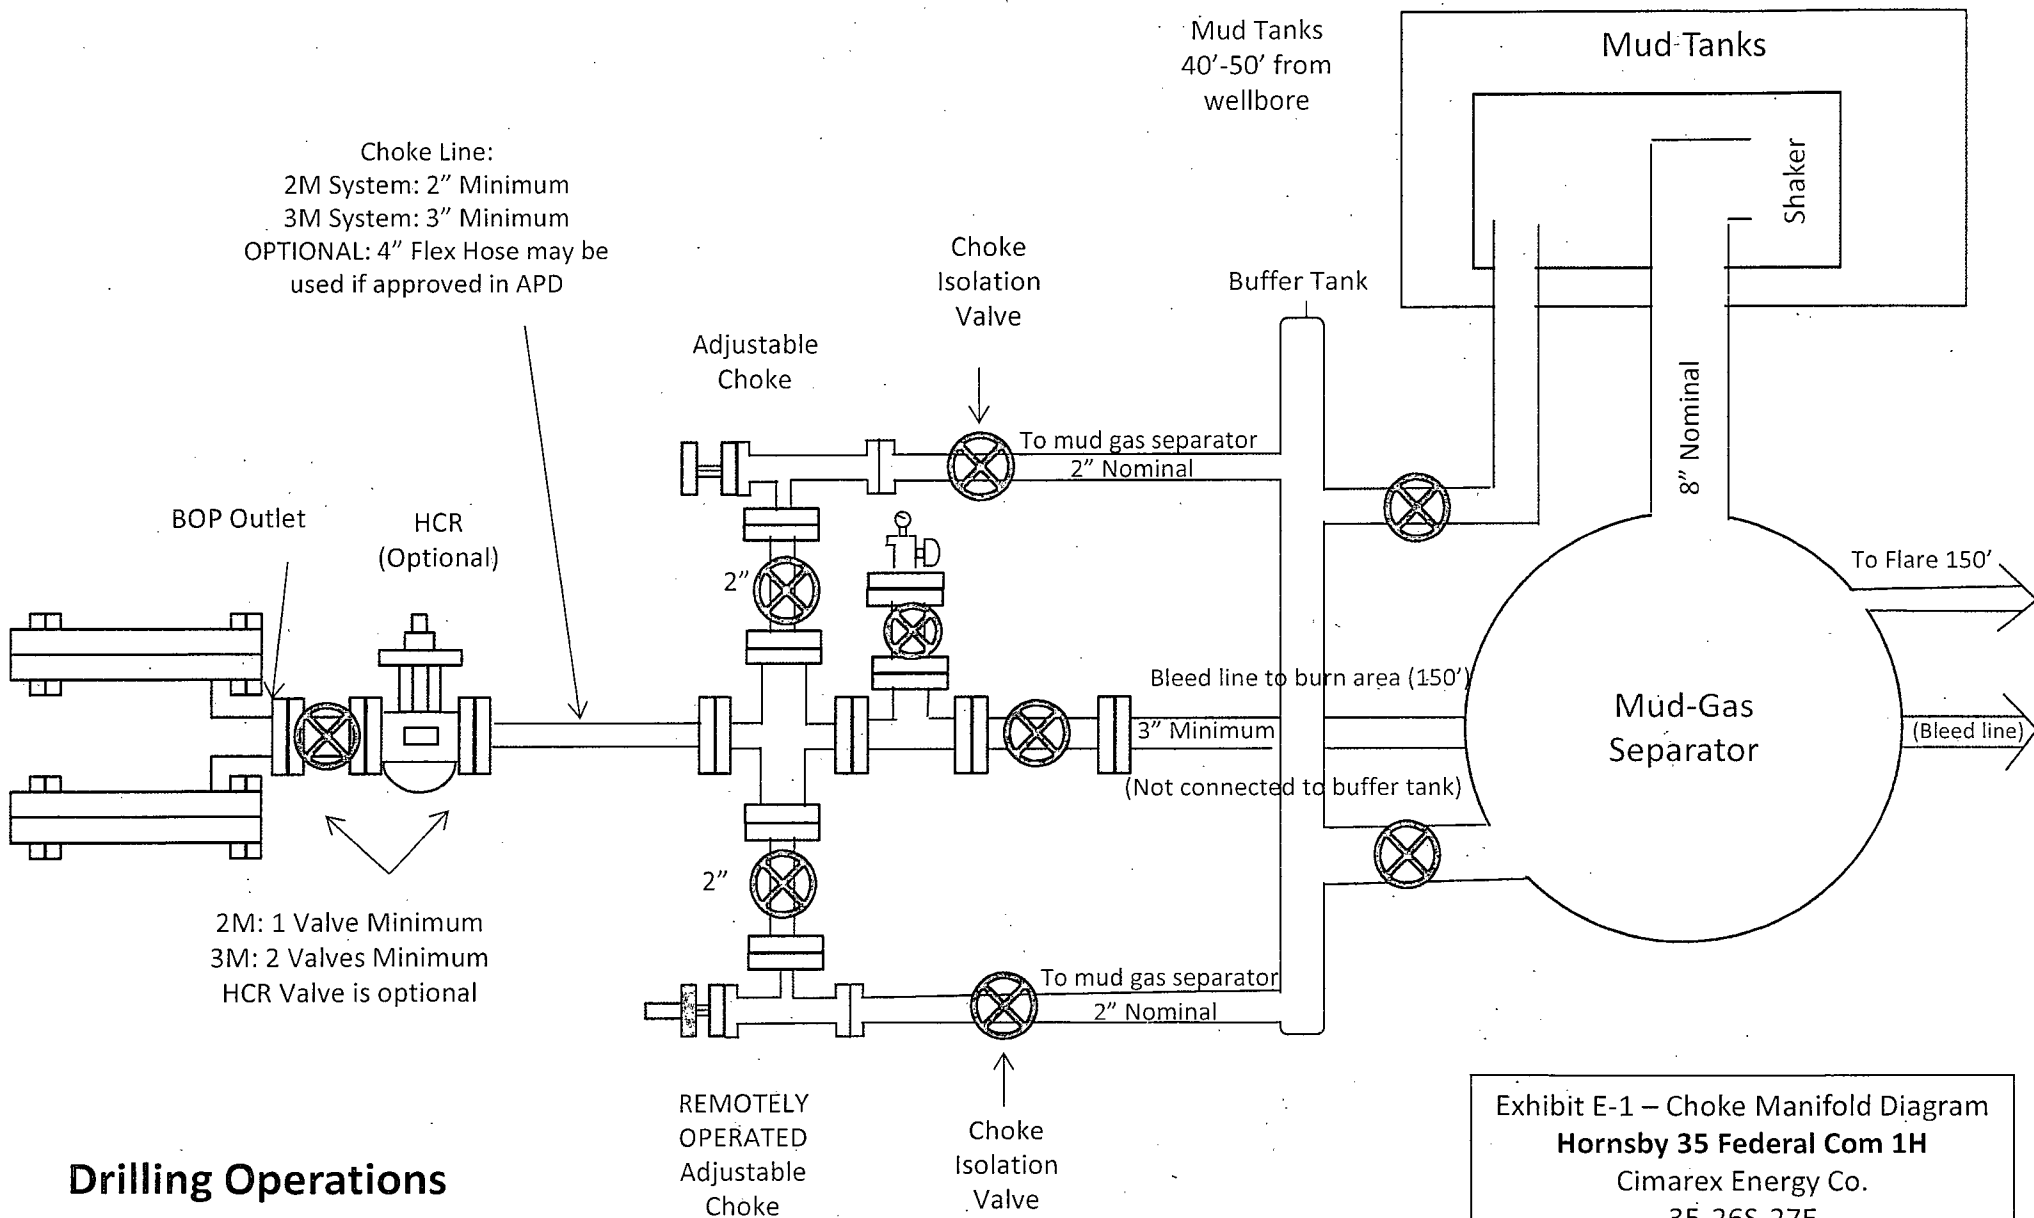 Mud Tanks
40'-50' from
wellbore
Mud Tanks
Shaker
Choke Line:
2M System: 2" Minimum
3M System: 3" Minimum
OPTIONAL: 4" Flex Hose may be
used if approved in APD
Choke
Isolation
Valve
Buffer Tank
Adjustable
Choke
8" Nominal
To mud gas separator
2" Nominal
BOP Outlet
HCR
(Optional)
2"
To Flare 150'
Bleed line to burn area (150')
3" Minimum
(Not connected to buffer tank)
Mud-Gas
Separator
(Bleed line)
2"
2M: 1 Valve Minimum
3M: 2 Valves Minimum
HCR Valve is optional
To mud gas separator
2" Nominal
REMOTELY
OPERATED
Adjustable
Choke
Choke
Isolation
Valve
Drilling Operations
Exhibit E-1 – Choke Manifold Diagram
Hornsby 35 Federal Com 1H
Cimarex Energy Co.
35-26S-27E